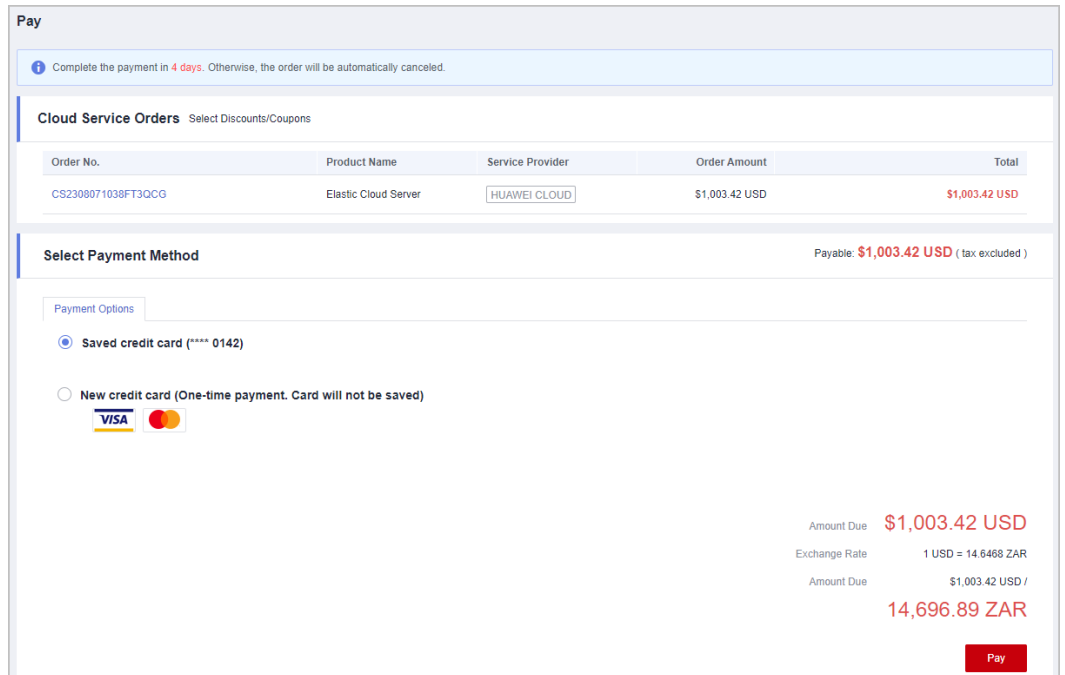 Pay
Complete the payment in 4 days. Otherwise, the order will be automatically canceled.
Cloud Service Orders Select Discounts/Coupons
Order No. Product Name Service Provider Order Amount Total
CS2308071038FT3QCG Elastic Cloud Server HUAWEI CLOUD $1,003.42 USD $1,003.42 USD
Select Payment Method Payable: $1,003.42 USD ( tax excluded )
Payment Options
Saved credit card (**** 0142)
New credit card (One-time payment. Card will not be saved)
VISA
Amount Due $1,003.42 USD
Exchange Rate 1 USD = 14.6468 ZAR
Amount Due $1,003.42 USD /
14,696.89 ZAR
Pay